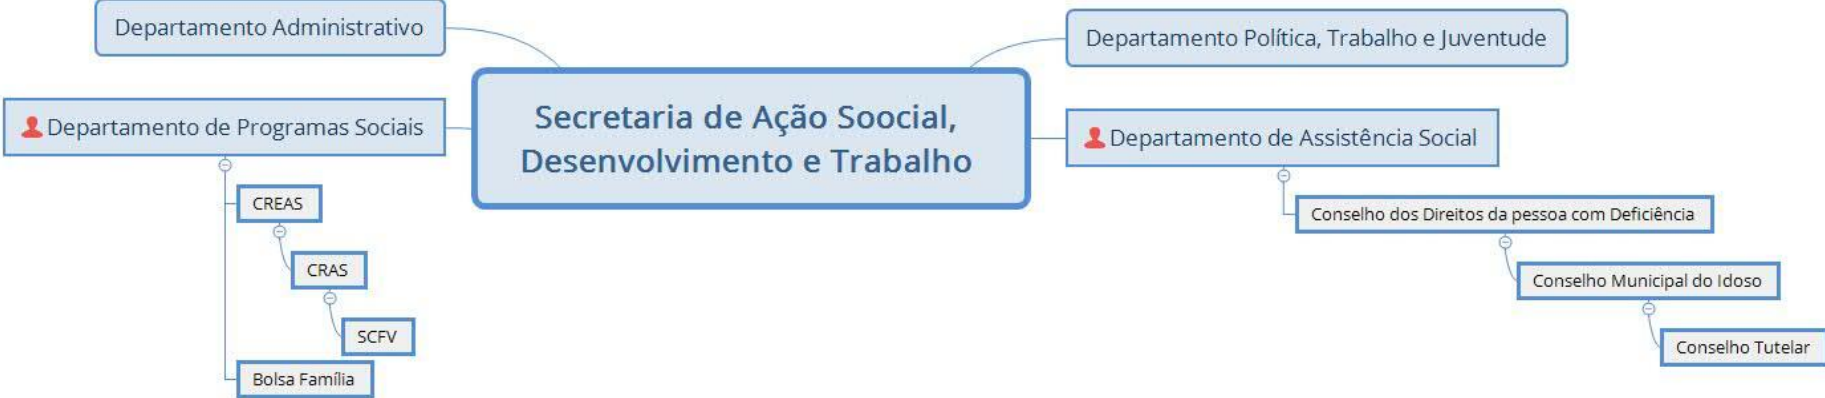 Departamento Administrativo
Departamento Política, Trabalho e Juventude
Secretaria de Ação Soocial,
Desenvolvimento e Trabalho
Departamento de Programas Sociais
CREAS
CRAS
SCFV
Bolsa Família
Departamento de Assistência Social
Conselho dos Direitos da pessoa com Deficiência
Conselho Municipal do Idoso
Conselho Tutelar